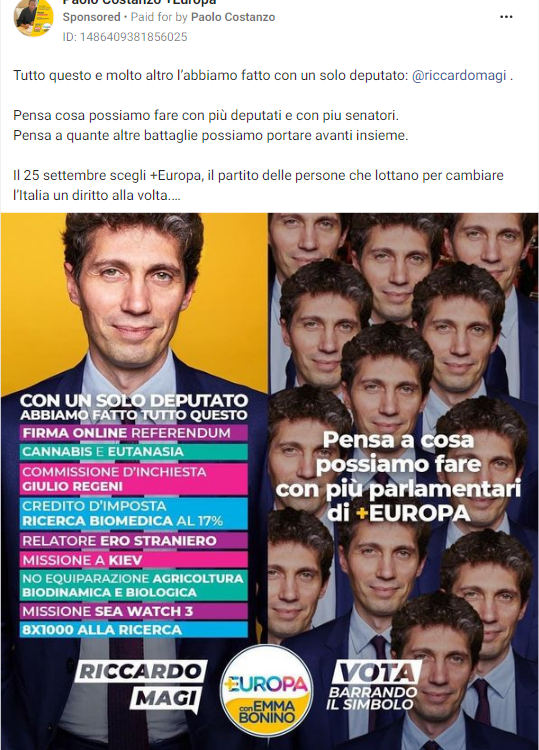 Paolo Costanzo +Europa
Sponsored • Paid for by Paolo Costanzo
ID: 1486409381856025
Tutto questo e molto altro l'abbiamo fatto con un solo deputato: @riccardomagi .
Pensa cosa possiamo fare con più deputati e con piu senatori.
Pensa a quante altre battaglie possiamo portare avanti insieme.
Il 25 settembre scegli +Europa, il partito delle persone che lottano per cambiare
l'Italia un diritto alla volta....
CON UN SOLO DEPUTATO
ABBIAMO FATTO TUTTO QUESTO
FIRMA ONLINE REFERENDUM
CANNABIS E EUTANASIA
COMMISSIONE D'INCHIESTA
GIULIO REGENI
CREDITO D'IMPOSTA
RICERCA BIOMEDICA AL 17%
RELATORE ERO STRANIERO
MISSIONE A KIEV
NO EQUIPARAZIONE AGRICOLTURA
BIODINAMICA E BIOLOGICA
MISSIONE SEA WATCH 3
8X1000 ALLA RICERCA
Pensa a cosa
possiamo fare
con più parlamentari
di +EUROPA
RICCARDO
MAGI
+EUROPA
con EMMA
BONINO
VOTA
BARRANDO
IL SIMBOLO